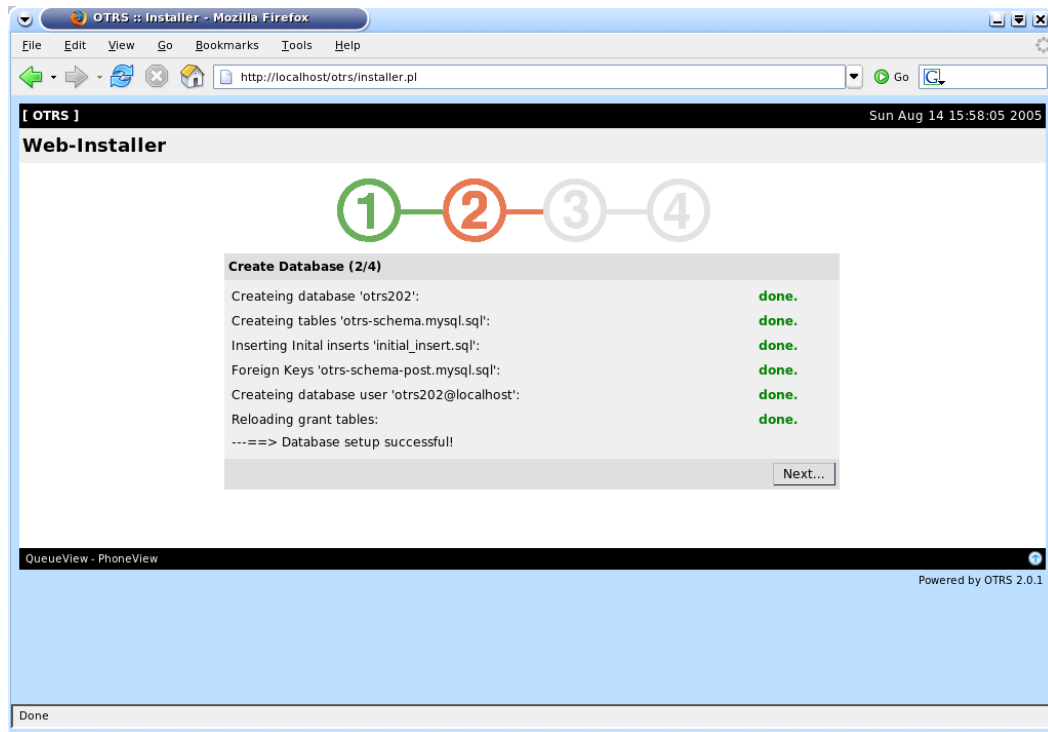 OTRS :: Installer - Mozilla Firefox
File Edit View Go Bookmarks Tools Help
http://localhost/otrs/installer.pl Go G
[ OTRS ] Sun Aug 14 15:58:05 2005
Web-Installer
1 2 3 4
Create Database (2/4)
Createing database 'otrs202': done.
Createing tables 'otrs-schema.mysql.sql': done.
Inserting Inital inserts 'initial_insert.sql': done.
Foreign Keys 'otrs-schema-post.mysql.sql': done.
Createing database user 'otrs202@localhost': done.
Reloading grant tables: done.
---==> Database setup successful!
Next...
QueueView - PhoneView
Powered by OTRS 2.0.1
Done